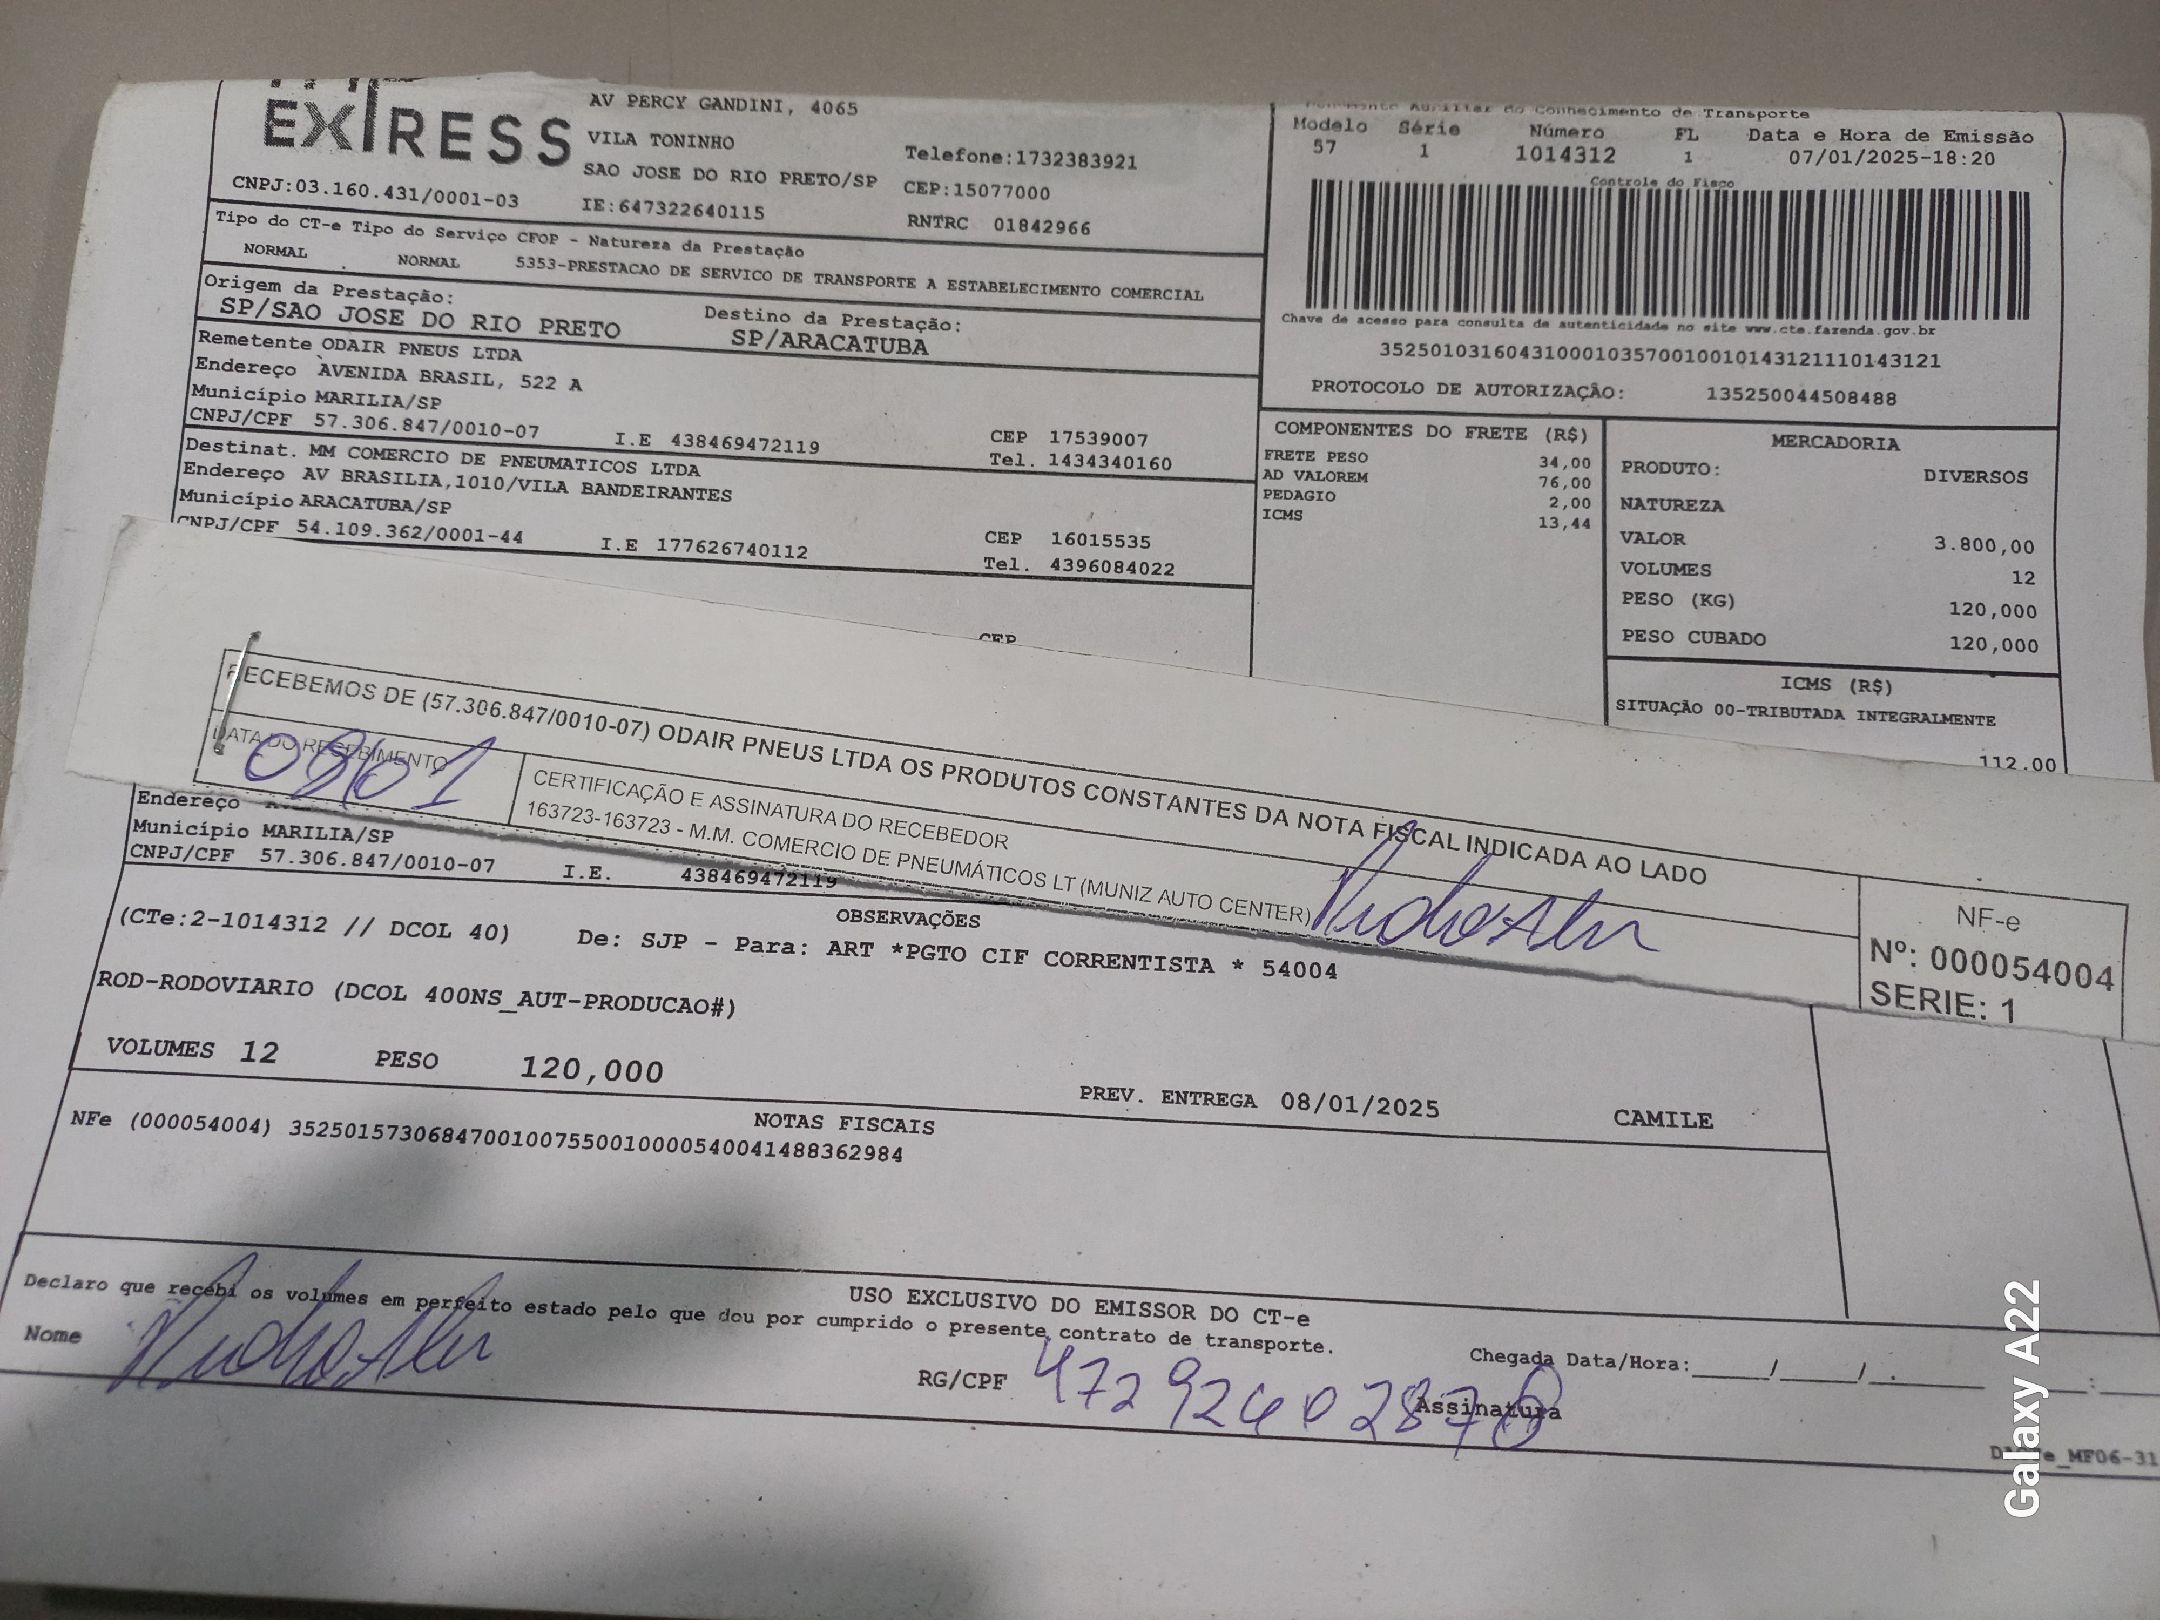 EXPRESS
AV PERCY GANDINI, 4065
VILA TONINHO
SAO JOSE DO RIO PRETO/SP
Telefone:1732383921
CEP:15077000
CNPJ:03.160.431/0001-03 IE:647322640115 RNTRC 01842966
Tipo do CT-e Tipo do Serviço CFOP - Natureza da Prestação
NORMAL NORMAL 5353-PRESTACAO DE SERVICO DE TRANSPORTE A ESTABELECIMENTO COMERCIAL
Origem da Prestação: Destino da Prestação:
SP/SAO JOSE DO RIO PRETO SP/ARACATUBA
Remetente ODAIR PNEUS LTDA
Endereço AVENIDA BRASIL, 522 A
Município MARILIA/SP CEP 17539007
CNPJ/CPF 57.306.847/0010-07 I.E 438469472119 Tel. 1434340160
Destinat. MM COMERCIO DE PNEUMATICOS LTDA
Endereço AV BRASILIA,1010/VILA BANDEIRANTES
Município ARACATUBA/SP CEP 16015535
CNPJ/CPF 54.109.362/0001-44 I.E 177626740112 Tel. 4396084022
CEP
Auxiliar do Conhecimento de Transporte
Modelo Série Número FL Data e Hora de Emissão
57 1 1014312 1 07/01/2025-18:20
Controle do Fisco
Chave de acesso para consulta de autenticidade no site www.cte.fazenda.gov.br
35250103160431000103570010010143121110143121
PROTOCOLO DE AUTORIZAÇÃO: 135250044508488
COMPONENTES DO FRETE (R$)
FRETE PESO 34,00
AD VALOREM 76,00
PEDAGIO 2,00
ICMS 13,44
MERCADORIA
PRODUTO: DIVERSOS
NATUREZA
VALOR 3.800,00
VOLUMES 12
PESO (KG) 120,000
PESO CUBADO 120,000
ICMS (R$)
SITUAÇÃO 00-TRIBUTADA INTEGRALMENTE
112.00
RECEBEMOS DE (57.306.847/0010-07) ODAIR PNEUS LTDA OS PRODUTOS CONSTANTES DA NOTA FISCAL INDICADA AO LADO
DATA DO RECEBIMENTO
CERTIFICAÇÃO E ASSINATURA DO RECEBEDOR
163723-163723 - M.M. COMERCIO DE PNEUMÁTICOS LT (MUNIZ AUTO CENTER)
NF-e
Nº: 000054004
SERIE: 1
Endereço
Município MARILIA/SP
CNPJ/CPF 57.306.847/0010-07 I.E. 438469472119
OBSERVAÇÕES
(CTe:2-1014312 // DCOL 40) De: SJP - Para: ART *PGTO CIF CORRENTISTA * 54004
ROD-RODOVIARIO (DCOL 400NS_AUT-PRODUCAO#)
VOLUMES 12 PESO 120,000 PREV. ENTREGA 08/01/2025 CAMILE
NOTAS FISCAIS
NFe (000054004) 35250157306847001007550010000540041488362984
USO EXCLUSIVO DO EMISSOR DO CT-e
Declaro que recebi os volumes em perfeito estado pelo que dou por cumprido o presente contrato de transporte.
Nome RG/CPF 47292402878 Assinatura
Chegada Data/Hora:
Galaxy A22